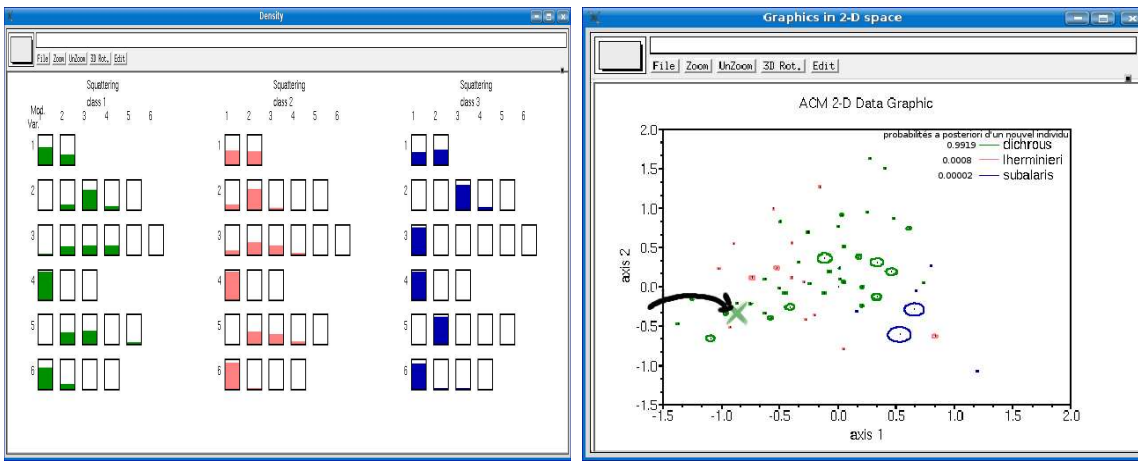 Density
File Zoom UnZoom 3D Rot. Edit
Squattering
class 1
Squattering
class 2
Squattering
class 3
Mod. 1 2 3 4 5 6
Var.
1 2 3 4 5 6
1 2 3 4 5 6
1
2
3
4
5
6
Graphics in 2-D space
File Zoom UnZoom 3D Rot. Edit
ACM 2-D Data Graphic
probabilités a posteriori d'un nouvel individu
0.9919 dichrous
0.0008 lherminieri
0.00002 subalaris
2.0
1.5
1.0
0.5
0.0
-0.5
-1.0
-1.5
axis 2
-1.5 -1.0 -0.5 0.0 0.5 1.0 1.5 2.0
axis 1